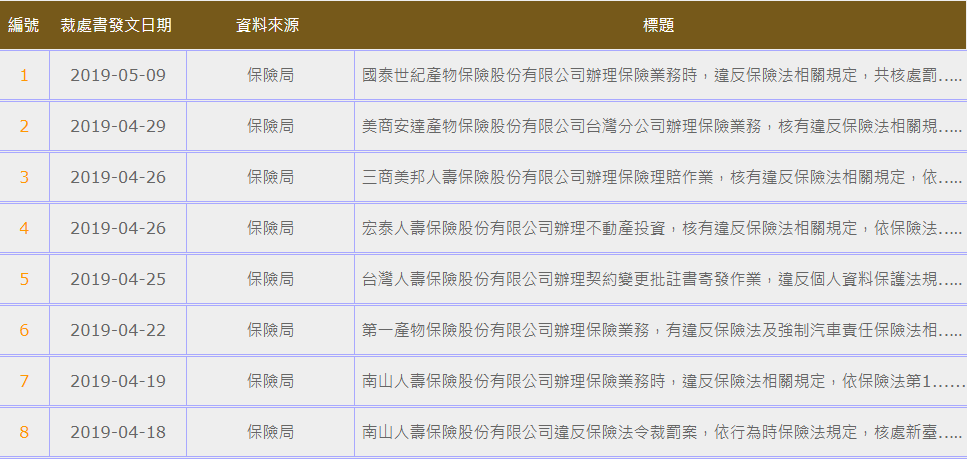 編號 裁處書發文日期 資料來源 標題
1 2019-05-09 保險局 國泰世紀產物保險股份有限公司辦理保險業務時，違反保險法相關規定，共核處罰.....
2 2019-04-29 保險局 美商安達產物保險股份有限公司台灣分公司辦理保險業務，核有違反保險法相關規.....
3 2019-04-26 保險局 三商美邦人壽保險股份有限公司辦理保險理賠作業，核有違反保險法相關規定，依.....
4 2019-04-26 保險局 宏泰人壽保險股份有限公司辦理不動產投資，核有違反保險法相關規定，依保險法.....
5 2019-04-25 保險局 台灣人壽保險股份有限公司辦理契約變更批註書寄發作業，違反個人資料保護法規.....
6 2019-04-22 保險局 第一產物保險股份有限公司辦理保險業務，有違反保險法及強制汽車責任保險法相.....
7 2019-04-19 保險局 南山人壽保險股份有限公司辦理保險業務時，違反保險法相關規定，依保險法第1......
8 2019-04-18 保險局 南山人壽保險股份有限公司違反保險法令裁罰案，依行為時保險法規定，核處新臺.....